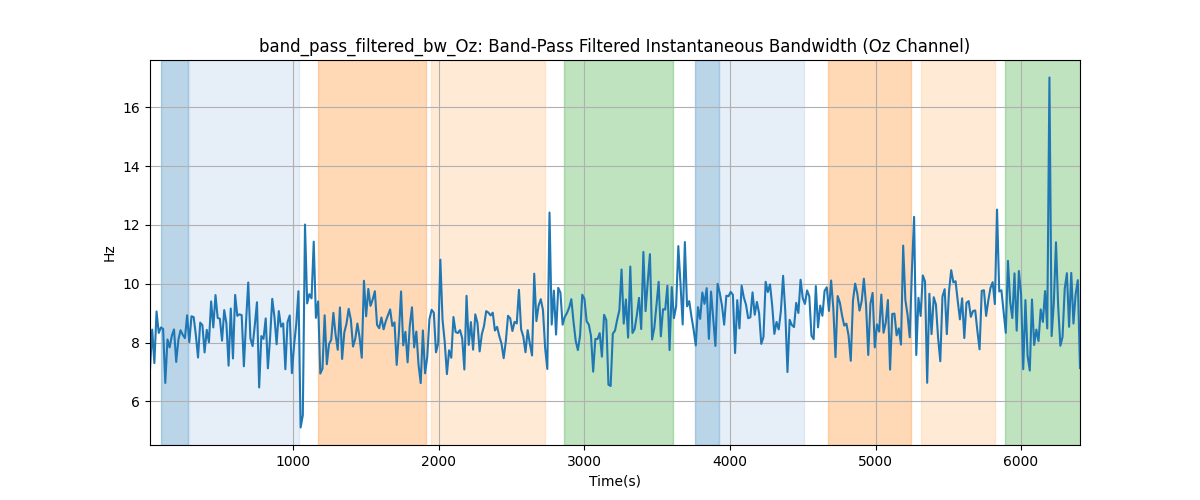 band_pass_filtered_bw_Oz: Band-Pass Filtered Instantaneous Bandwidth (Oz Channel)
Hz
16
14
12
10
8
6
1000 2000 3000 4000 5000 6000
Time(s)